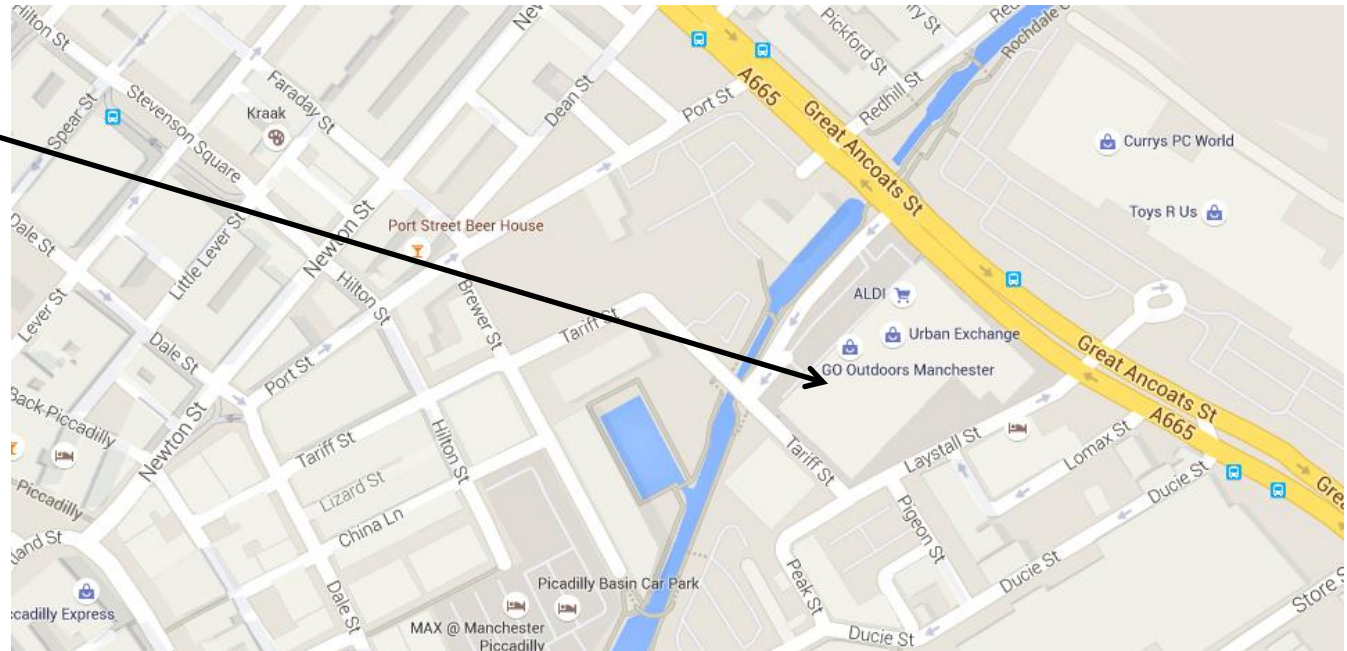 Hilton St
New
Pickford St
Redhill St
Rochdale
A665
Great Ancoats St
Port St
Dean St
Faraday St
Kraak
Spear St
Stevenson Square
Currys PC World
Toys R Us
Newton St
Port Street Beer House
Dale St
Little Lever St
Hilton St
Lever St
Brewer St
ALDI
Urban Exchange
GO Outdoors Manchester
Tariff St
Great Ancoats St
A665
Dale St
Port St
Back Piccadilly
Newton St
Tariff St
Hilton St
Tariff St
Laystall St
Lomax St
Ducie St
Gre
Lizard St
China Ln
Piccadilly
Pigeon St
Ducie St
Store S
Dale St
Peak St
Picadilly Basin Car Park
ccadilly Express
MAX @ Manchester
Piccadilly
Ducie St